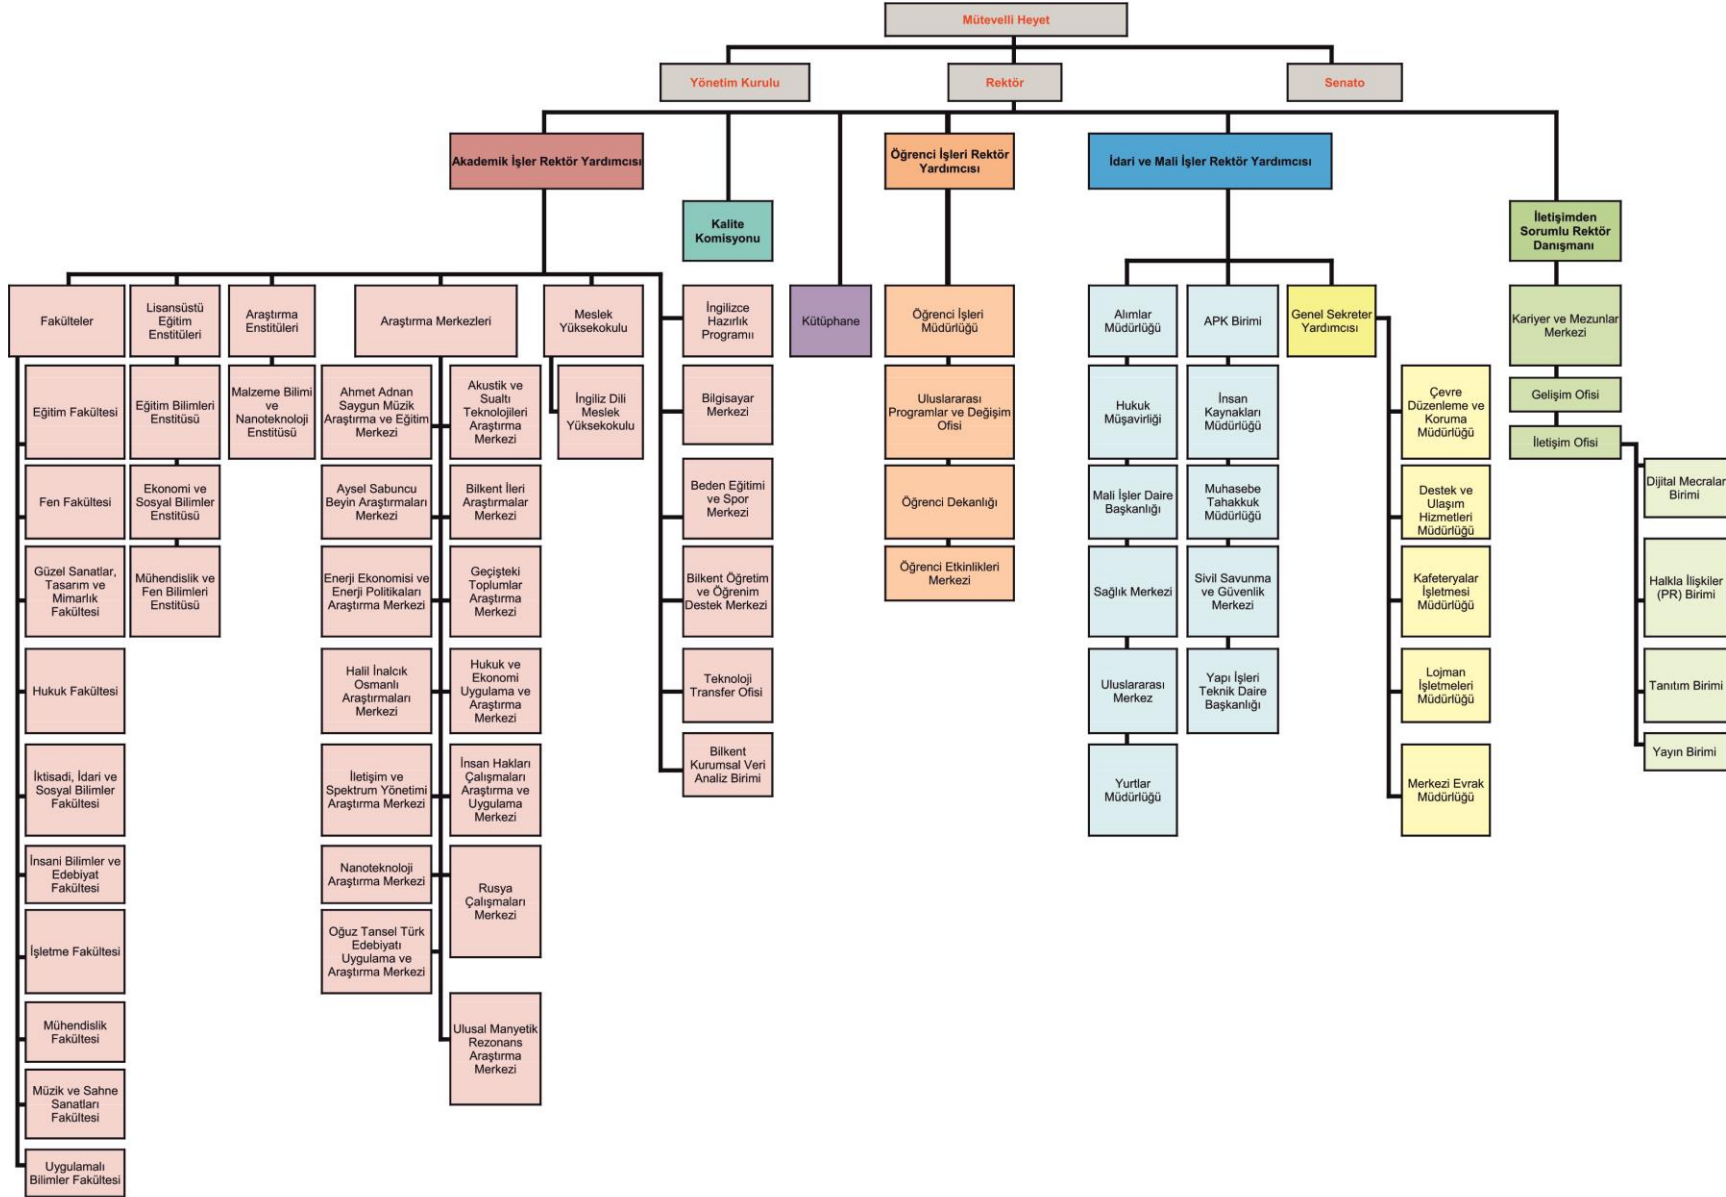 Mütevelli Heyet
Yönetim Kurulu
Rektör
Senato
Akademik İşler Rektör Yardımcısı
Öğrenci İşleri Rektör
Yardımcısı
İdari ve Mali İşler Rektör Yardımcısı
Kalite
Komisyonu
İletişimden
Sorumlu Rektör
Danışmanı
Fakülteler
Lisansüstü
Eğitim
Enstitüleri
Araştırma
Enstitüleri
Araştırma Merkezleri
Meslek
Yüksekokulu
İngilizce
Hazırlık
Programıı
Kütüphane
Öğrenci İşleri
Müdürlüğü
Alımlar
Müdürlüğü
APK Birimi
Genel Sekreter
Yardımcısı
Kariyer ve Mezunlar
Merkezi
Eğitim Fakültesi
Eğitim Bilimleri
Enstitüsü
Malzeme Bilimi
ve
Nanoteknoloji
Enstitüsü
Ahmet Adnan
Saygun Müzik
Araştırma ve Eğitim
Merkezi
Akustik ve
Sualtı
Teknolojileri
Araştırma
Merkezi
İngiliz Dili
Meslek
Yüksekokulu
Bilgisayar
Merkezi
Uluslararası
Programlar ve Değişim
Ofisi
Hukuk
Müşavirliği
İnsan
Kaynakları
Müdürlüğü
Çevre
Düzenleme ve
Koruma
Müdürlüğü
Gelişim Ofisi
İletişim Ofisi
Fen Fakültesi
Ekonomi ve
Sosyal Bilimler
Enstitüsü
Aysel Sabuncu
Beyin Araştırmaları
Merkezi
Bilkent İleri
Araştırmalar
Merkezi
Beden Eğitimi
ve Spor
Merkezi
Öğrenci Dekanlığı
Mali İşler Daire
Başkanlığı
Muhasebe
Tahakkuk
Müdürlüğü
Destek ve
Ulaşım
Hizmetleri
Müdürlüğü
Dijital Mecralar
Birimi
Güzel Sanatlar,
Tasarım ve
Mimarlık
Fakültesi
Mühendislik ve
Fen Bilimleri
Enstitüsü
Enerji Ekonomisi ve
Enerji Politikaları
Araştırma Merkezi
Geçişteki
Toplumlar
Araştırma
Merkezi
Bilkent Öğretim
ve Öğrenim
Destek Merkezi
Öğrenci Etkinlikleri
Merkezi
Sağlık Merkezi
Sivil Savunma
ve Güvenlik
Merkezi
Kafeteryalar
İşletmesi
Müdürlüğü
Halkla İlişkiler
(PR) Birimi
Hukuk Fakültesi
Halil İnalcık
Osmanlı
Araştırmaları
Merkezi
Hukuk ve
Ekonomi
Uygulama ve
Araştırma
Merkezi
Teknoloji
Transfer Ofisi
Uluslararası
Merkez
Yapı İşleri
Teknik Daire
Başkanlığı
Lojman
İşletmeleri
Müdürlüğü
Tanıtım Birimi
İktisadi, İdari ve
Sosyal Bilimler
Fakültesi
İletişim ve
Spektrum Yönetimi
Araştırma Merkezi
İnsan Hakları
Çalışmaları
Araştırma ve
Uygulama
Merkezi
Bilkent
Kurumsal Veri
Analiz Birimi
Yurtlar
Müdürlüğü
Merkezi Evrak
Müdürlüğü
Yayın Birimi
İnsani Bilimler ve
Edebiyat
Fakültesi
Nanoteknoloji
Araştırma Merkezi
Rusya
Çalışmaları
Merkezi
İşletme Fakültesi
Oğuz Tansel Türk
Edebiyatı
Uygulama ve
Araştırma Merkezi
Mühendislik
Fakültesi
Ulusal Manyetik
Rezonans
Araştırma
Merkezi
Müzik ve Sahne
Sanatları
Fakültesi
Uygulamalı
Bilimler Fakültesi